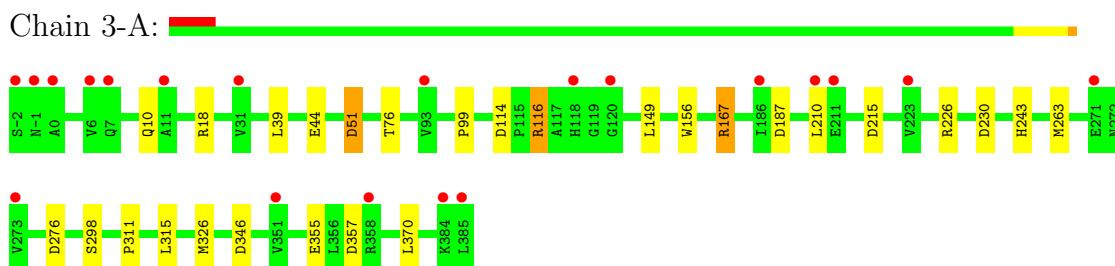 Chain 3-A:
S-2 N-1 A0 V6 Q7 Q10 A11 R18 V31 L39 E44 D51 T76 V93 P99 D114 P115 R116 A117 H118 G119 G120 L149 W156 R167 I186 D187 L210 E211 D215 V223 R226 D230 H243 M263 E271 N272
V273 D276 S298 P311 L315 M326 D346 V351 E355 L356 D357 R358 L370 K384 L385